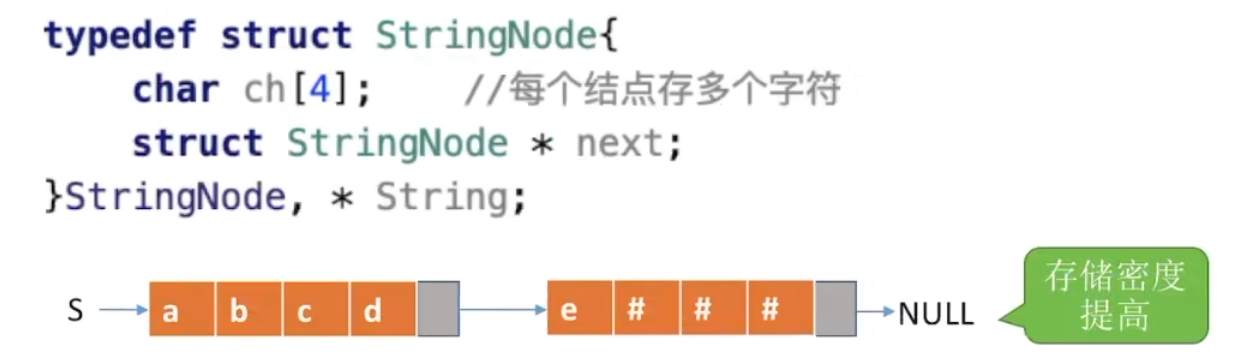 typedef struct StringNode{
    char ch[4];    //每个结点存多个字符
    struct StringNode * next;
}StringNode, * String;
S a b c d e # # # NULL
存储密度
提高